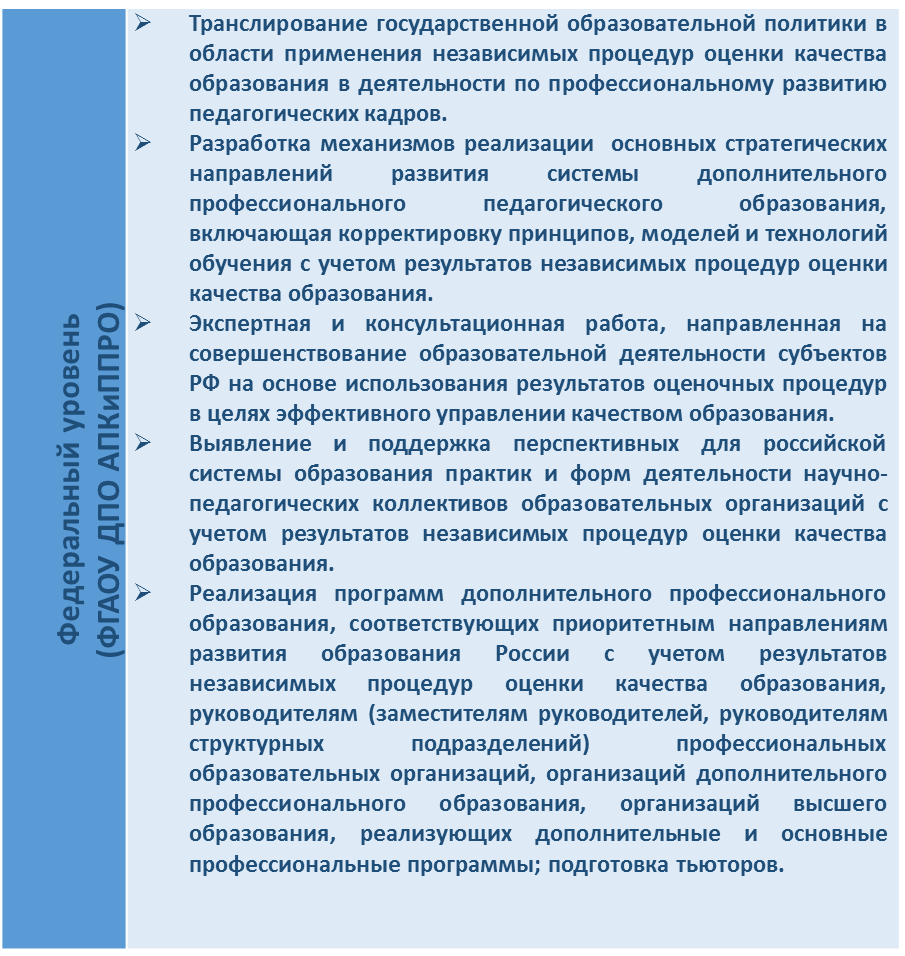 Федеральный уровень
(ФГАОУ ДПО АПКиППРО)
➢ Транслирование государственной образовательной политики в
области применения независимых процедур оценки качества
образования в деятельности по профессиональному развитию
педагогических кадров.
➢ Разработка механизмов реализации основных стратегических
направлений развития системы дополнительного
профессионального педагогического образования,
включающая корректировку принципов, моделей и технологий
обучения с учетом результатов независимых процедур оценки
качества образования.
➢ Экспертная и консультационная работа, направленная на
совершенствование образовательной деятельности субъектов
РФ на основе использования результатов оценочных процедур
в целях эффективного управлении качеством образования.
➢ Выявление и поддержка перспективных для российской
системы образования практик и форм деятельности научно-
педагогических коллективов образовательных организаций с
учетом результатов независимых процедур оценки качества
образования.
➢ Реализация программ дополнительного профессионального
образования, соответствующих приоритетным направлениям
развития образования России с учетом результатов
независимых процедур оценки качества образования,
руководителям (заместителям руководителей, руководителям
структурных подразделений) профессиональных
образовательных организаций, организаций дополнительного
профессионального образования, организаций высшего
образования, реализующих дополнительные и основные
профессиональные программы; подготовка тьюторов.